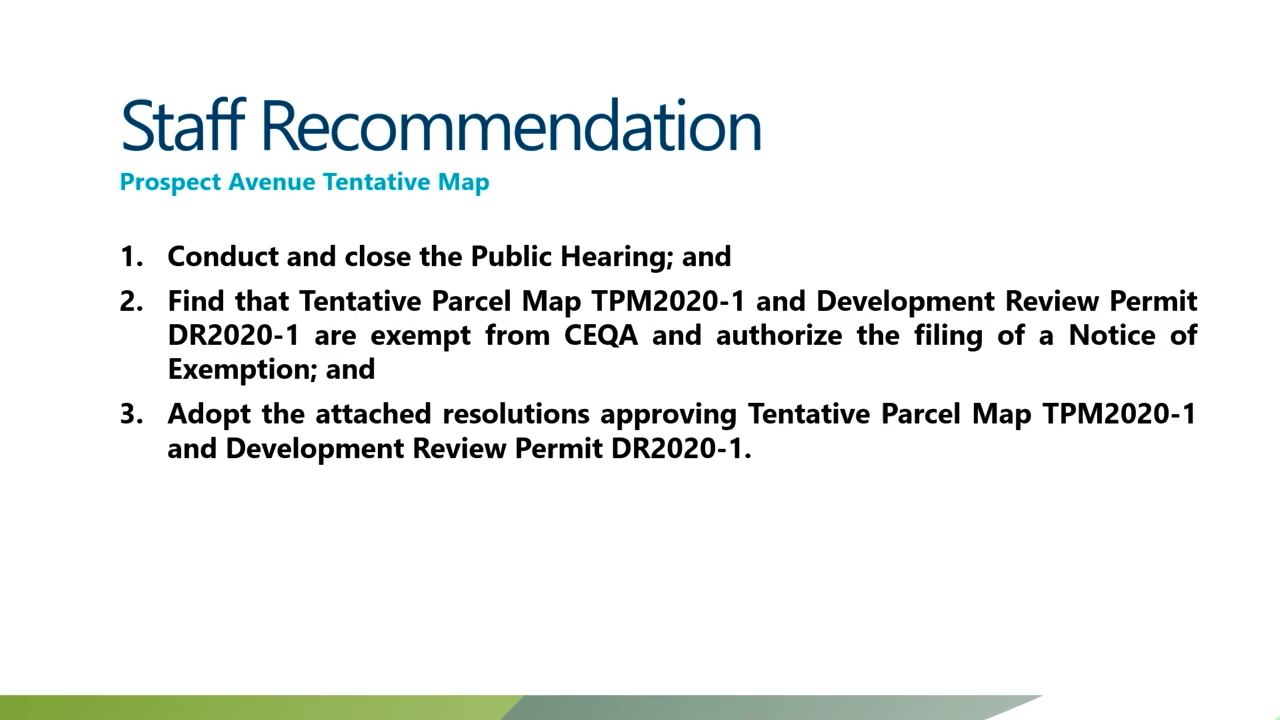 Staff Recommendation
Prospect Avenue Tentative Map
1. Conduct and close the Public Hearing; and
2. Find that Tentative Parcel Map TPM2020-1 and Development Review Permit
DR2020-1 are exempt from CEQA and authorize the filing of a Notice of
Exemption; and
3. Adopt the attached resolutions approving Tentative Parcel Map TPM2020-1
and Development Review Permit DR2020-1.